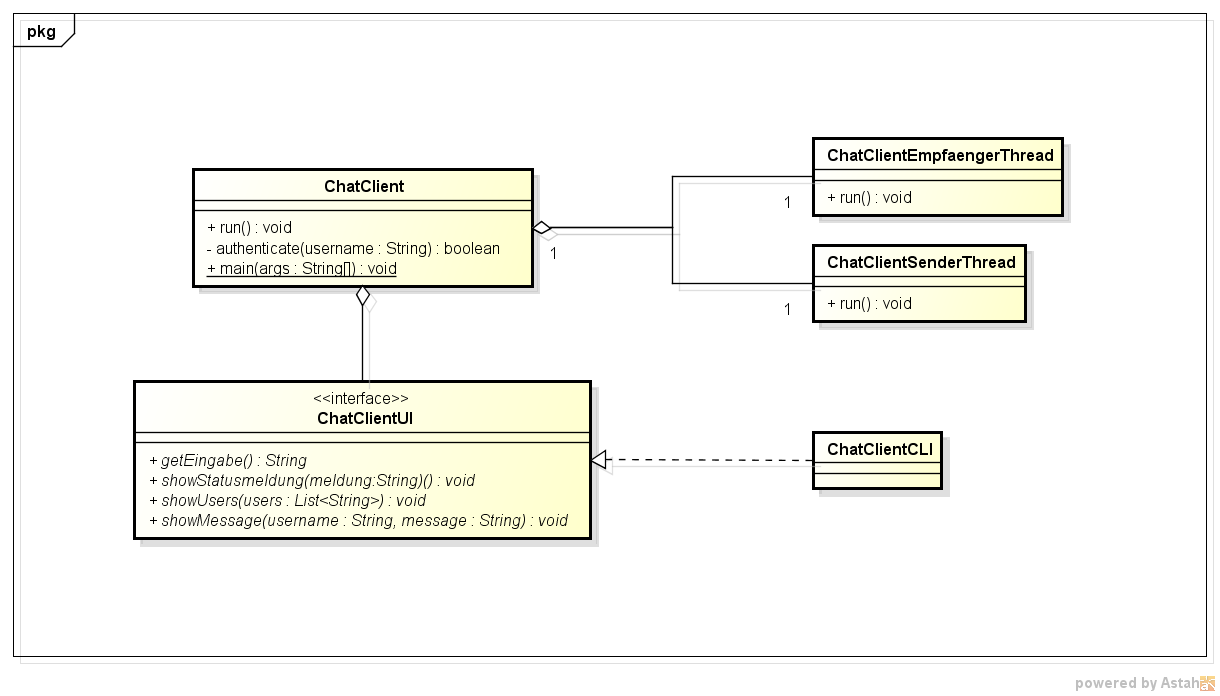 pkg
ChatClient
+ run() : void
- authenticate(username : String) : boolean
+ main(args : String[]) : void
1
ChatClientEmpfaengerThread
+ run() : void
1
ChatClientSenderThread
+ run() : void
1
<<interface>>
ChatClientUI
+ getEingabe() : String
+ showStatusmeldung(meldung:String)() : void
+ showUsers(users : List<String>) : void
+ showMessage(username : String, message : String) : void
ChatClientCLI
powered by Astah